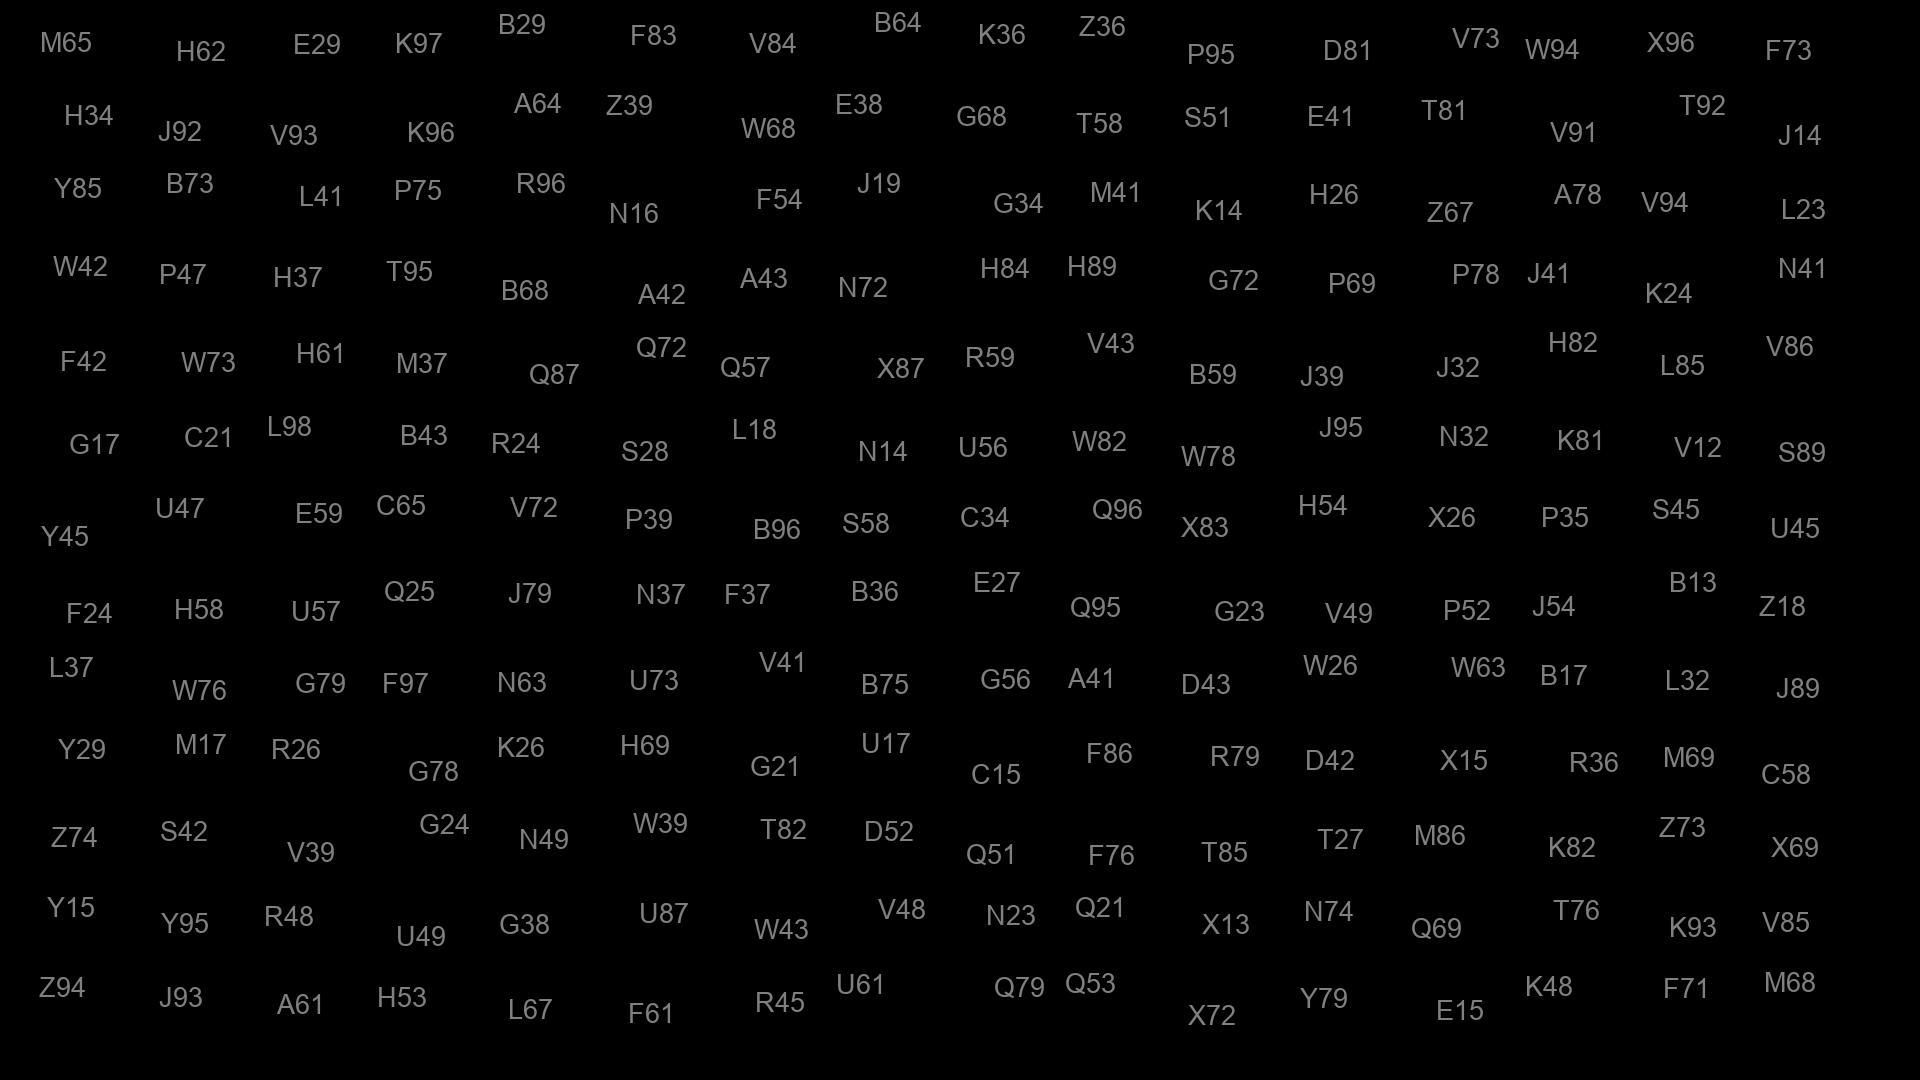 M65 H62 E29 K97 B29 F83 V84 B64 K36 Z36 P95 D81 V73 W94 X96 F73
H34 J92 V93 K96 A64 Z39 W68 E38 G68 T58 S51 E41 T81 V91 T92 J14
Y85 B73 L41 P75 R96 N16 F54 J19 G34 M41 K14 H26 Z67 A78 V94 L23
W42 P47 H37 T95 B68 A42 A43 N72 H84 H89 G72 P69 P78 J41 K24 N41
F42 W73 H61 M37 Q87 Q72 Q57 X87 R59 V43 B59 J39 J32 H82 L85 V86
G17 C21 L98 B43 R24 S28 L18 N14 U56 W82 W78 J95 N32 K81 V12 S89
Y45 U47 E59 C65 V72 P39 B96 S58 C34 Q96 X83 H54 X26 P35 S45 U45
F24 H58 U57 Q25 J79 N37 F37 B36 E27 Q95 G23 V49 P52 J54 B13 Z18
L37 W76 G79 F97 N63 U73 V41 B75 G56 A41 D43 W26 W63 B17 L32 J89
Y29 M17 R26 G78 K26 H69 G21 U17 C15 F86 R79 D42 X15 R36 M69 C58
Z74 S42 V39 G24 N49 W39 T82 D52 Q51 F76 T85 T27 M86 K82 Z73 X69
Y15 Y95 R48 U49 G38 U87 W43 V48 N23 Q21 X13 N74 Q69 T76 K93 V85
Z94 J93 A61 H53 L67 F61 R45 U61 Q79 Q53 X72 Y79 E15 K48 F71 M68